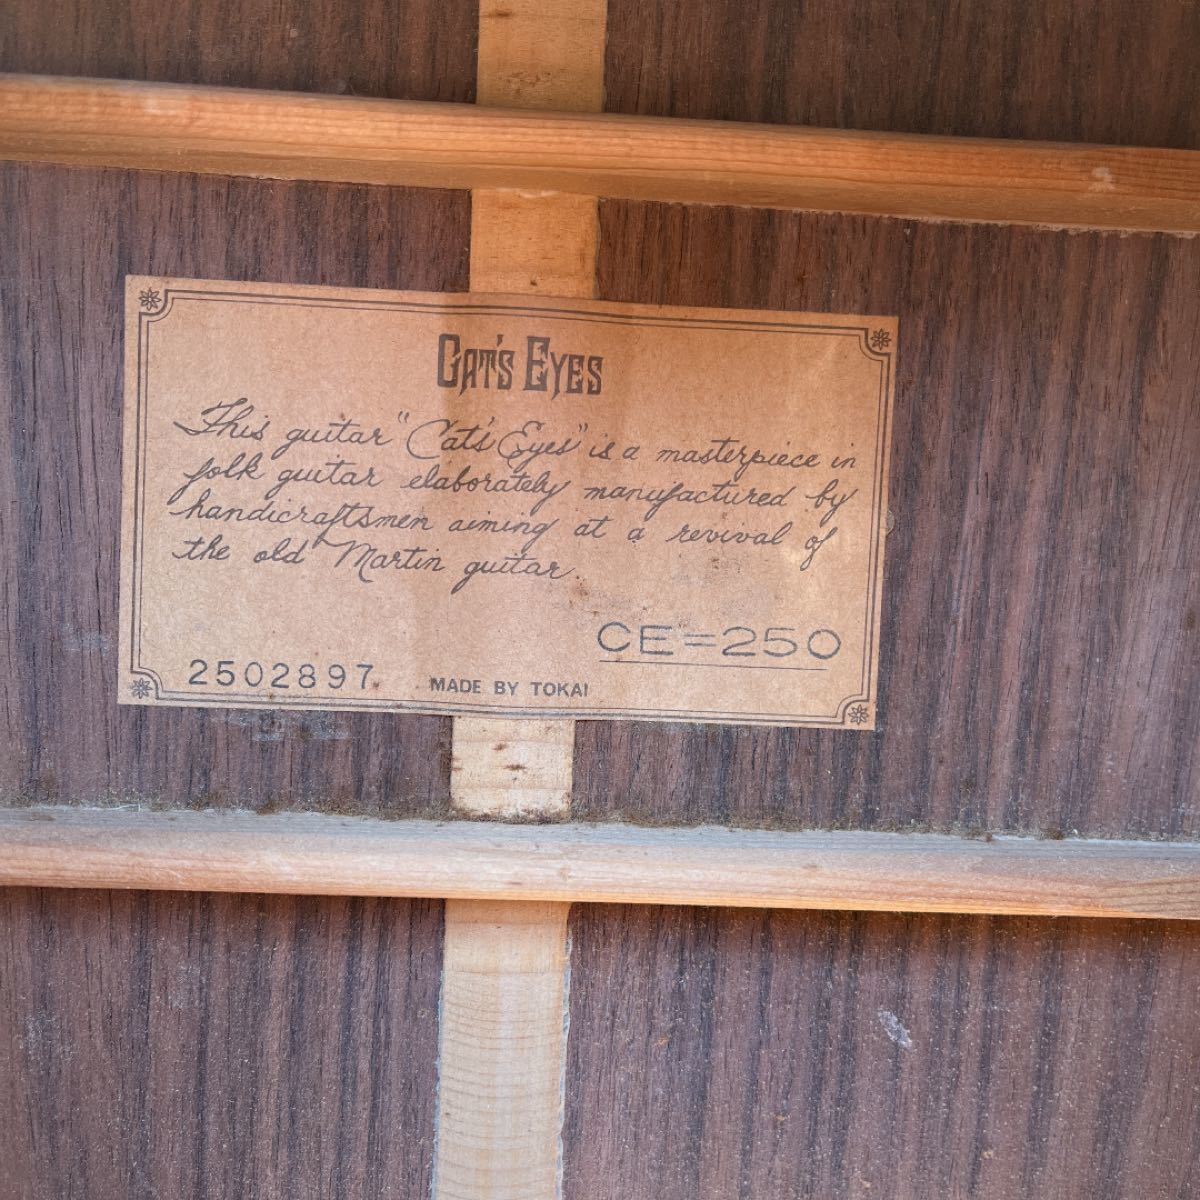 CAT'S EYES
This guitar "Cat's Eyes" is a masterpiece in
folk guitar elaborately manufactured by
handicraftsmen aiming at a revival of
the old Martin guitar.
CE=250
2502897
MADE BY TOKAI